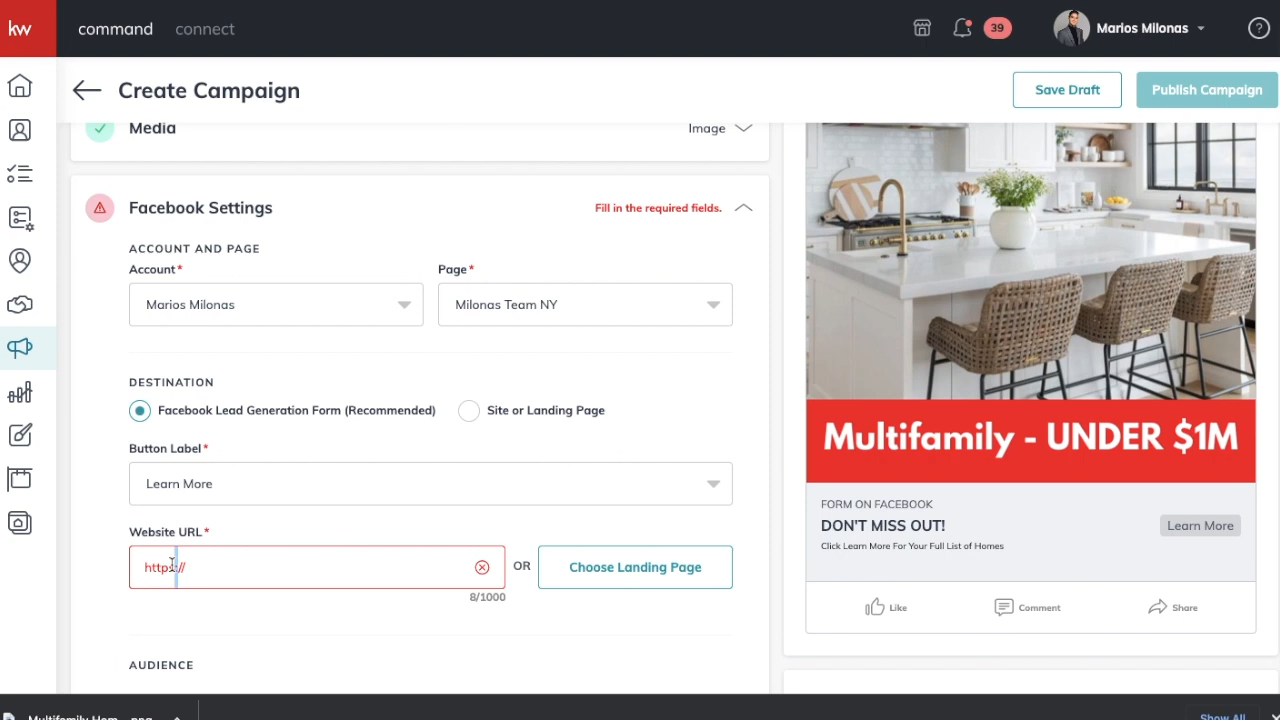 kw
command
connect
39
Marios Milonas
?
Create Campaign
Save Draft
Publish Campaign
Media
Image
Facebook Settings
Fill in the required fields.
ACCOUNT AND PAGE
Account*
Page*
Marios Milonas
Milonas Team NY
DESTINATION
Facebook Lead Generation Form (Recommended)
Site or Landing Page
Button Label*
Learn More
Website URL*
https://
OR
Choose Landing Page
8/1000
AUDIENCE
Multifamily - UNDER $1M
FORM ON FACEBOOK
DON'T MISS OUT!
Learn More
Click Learn More For Your Full List of Homes
Like
Comment
Share
Multifamily Hom....png
Show All